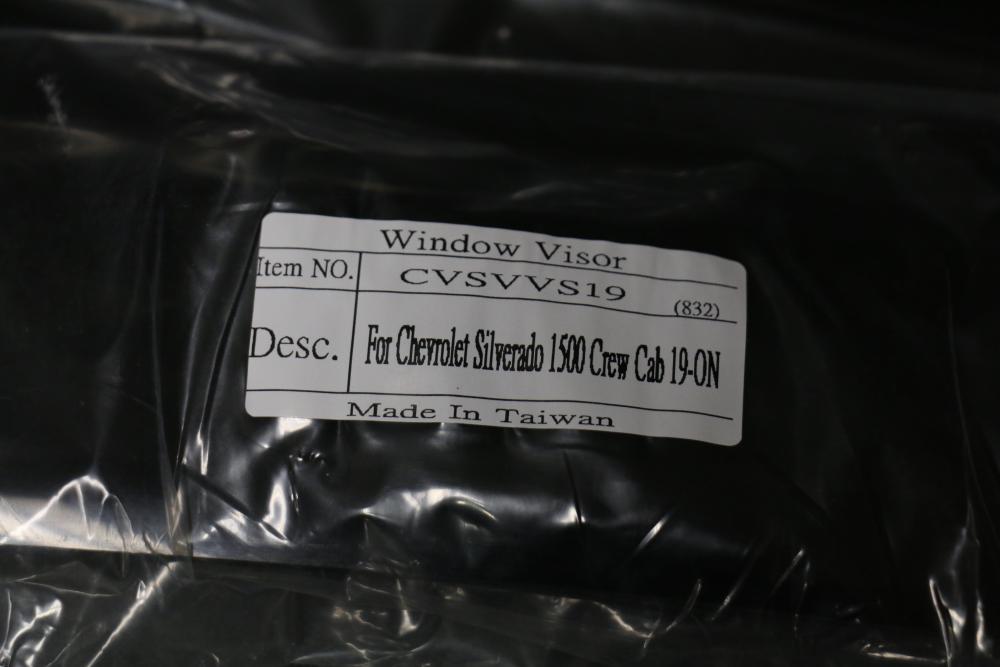 Window Visor
Item NO. CVSVVS19 (832)
Desc. For Chevrolet Silverado 1500 Crew Cab 19-ON
Made In Taiwan